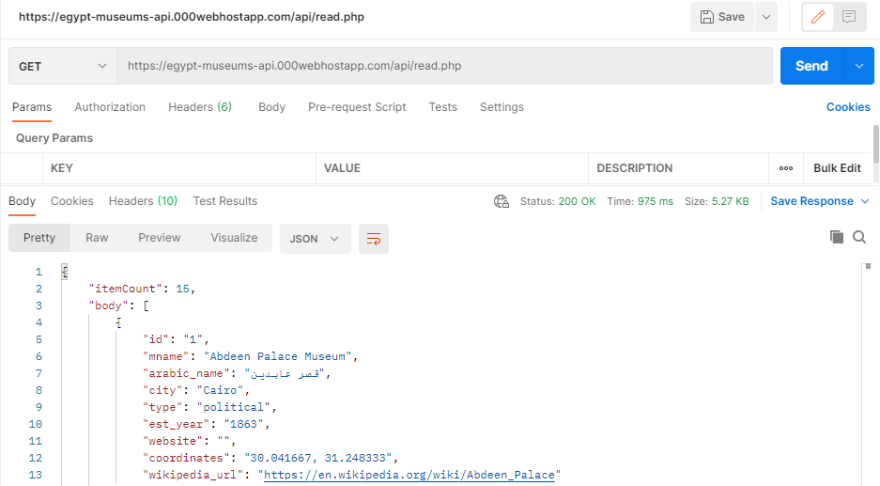 https://egypt-museums-api.000webhostapp.com/api/read.php Save
GET https://egypt-museums-api.000webhostapp.com/api/read.php Send
Params Authorization Headers (6) Body Pre-request Script Tests Settings Cookies
Query Params
KEY VALUE DESCRIPTION ooo Bulk Edit
Body Cookies Headers (10) Test Results Status: 200 OK Time: 975 ms Size: 5.27 KB Save Response
Pretty Raw Preview Visualize JSON
1 {
2 "itemCount": 15,
3 "body": [
4 {
5 "id": "1",
6 "mname": "Abdeen Palace Museum",
7 "arabic_name": "قصر عابدين",
8 "city": "Cairo",
9 "type": "political",
10 "est_year": "1863",
11 "website": "",
12 "coordinates": "30.041667, 31.248333",
13 "wikipedia_url": "https://en.wikipedia.org/wiki/Abdeen_Palace"